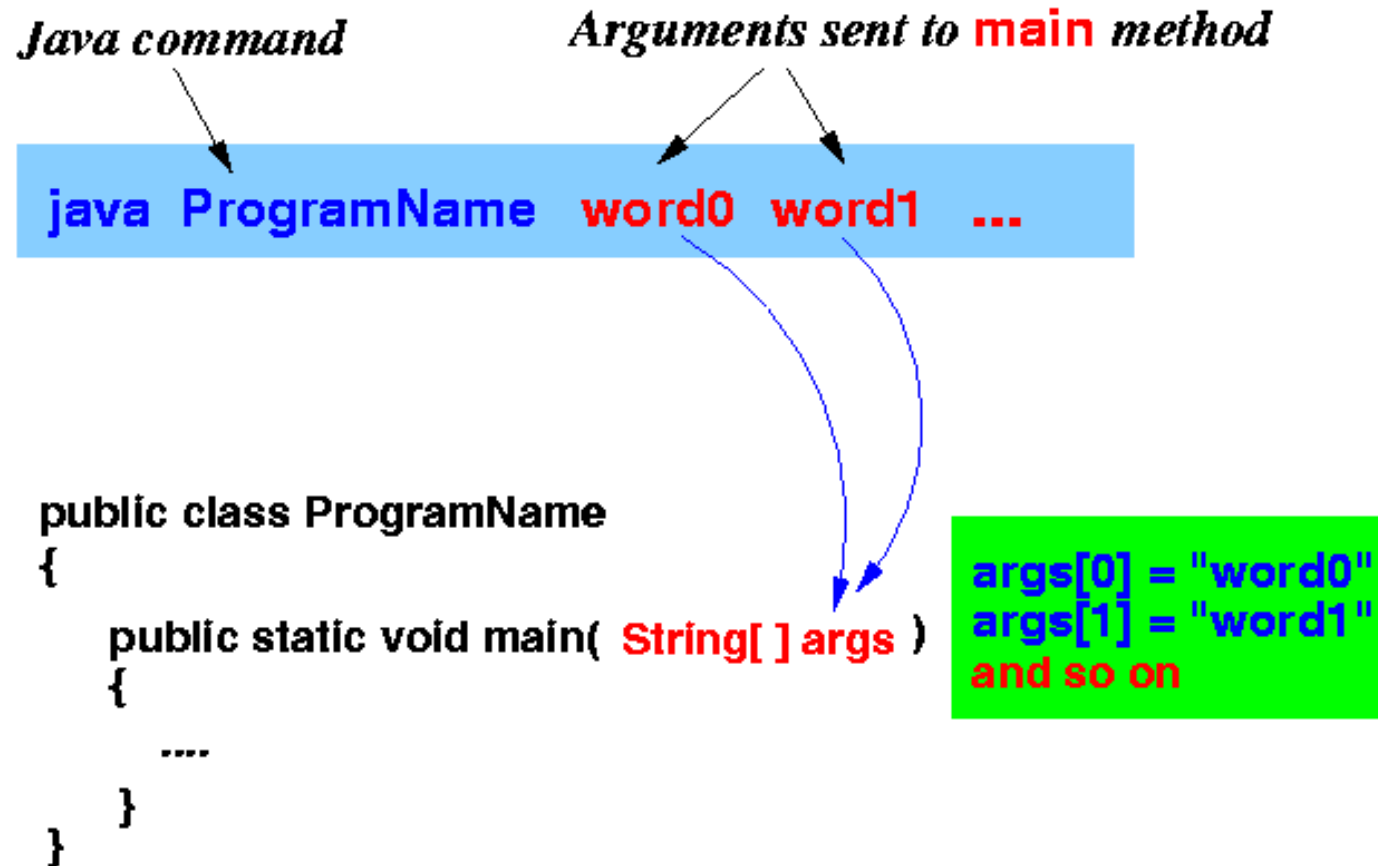 Java command
Arguments sent to main method
java ProgramName word0 word1 ...
public class ProgramName
{
public static void main( String[ ] args )
{
....
}
}
args[0] = "word0"
args[1] = "word1"
and so on